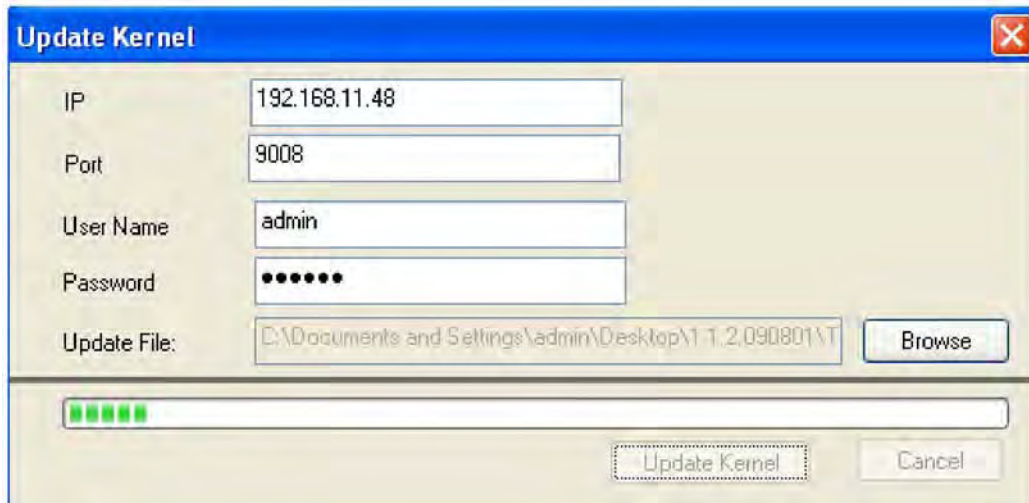 Update Kernel
IP 192.168.11.48
Port 9008
User Name admin
Password ●●●●●●
Update File: C:\Documents and Settings\admin\Desktop\1.1.2.090801\T Browse
Update Kernel Cancel